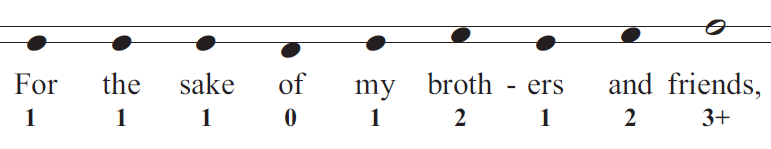 For the sake of my broth - ers and friends,
1 1 1 0 1 2 1 2 3+